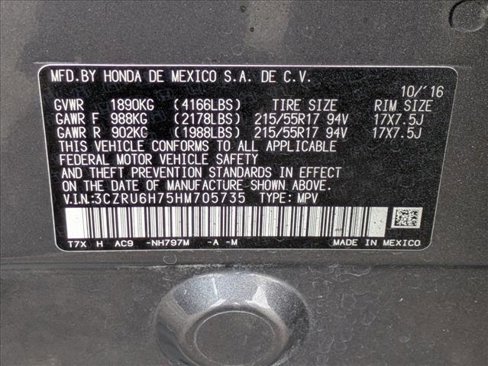 MFD.BY HONDA DE MEXICO S.A. DE C.V.
10/'16
GVWR 1890KG (4166LBS) TIRE SIZE RIM SIZE
GAWR F 988KG (2178LBS) 215/55R17 94V 17X7.5J
GAWR R 902KG (1988LBS) 215/55R17 94V 17X7.5J
THIS VEHICLE CONFORMS TO ALL APPLICABLE
FEDERAL MOTOR VEHICLE SAFETY
AND THEFT PREVENTION STANDARDS IN EFFECT
ON THE DATE OF MANUFACTURE SHOWN ABOVE.
V.I.N:3CZRU6H75HM705735 TYPE: MPV
T7X H AC9 -NH797M -A -M MADE IN MEXICO